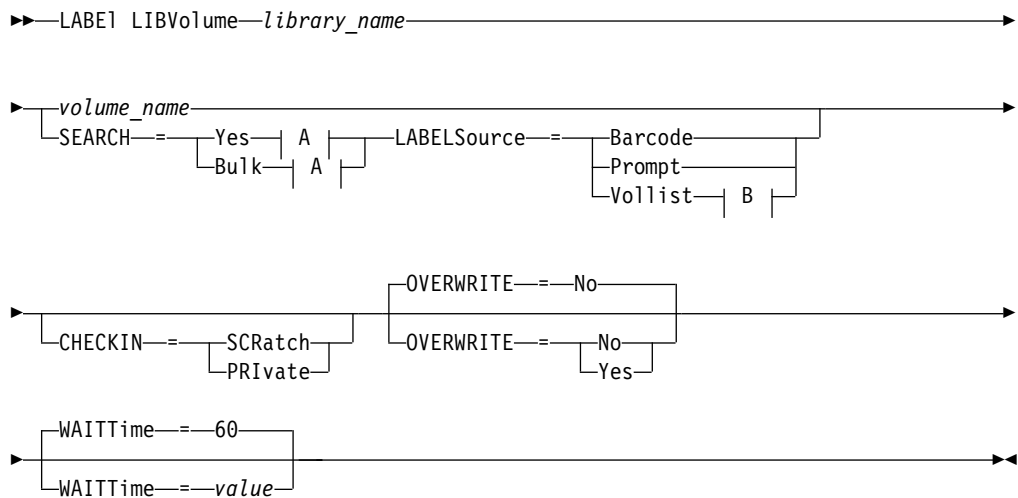 LABEl LIBVolume library_name
volume_name
SEARCH = Yes A LABELSource = Barcode
Bulk A Prompt
Vollist B
OVERWRITE = No
CHECKIN = SCRatch OVERWRITE = No
PRIvate Yes
WAITTime = 60
WAITTime = value